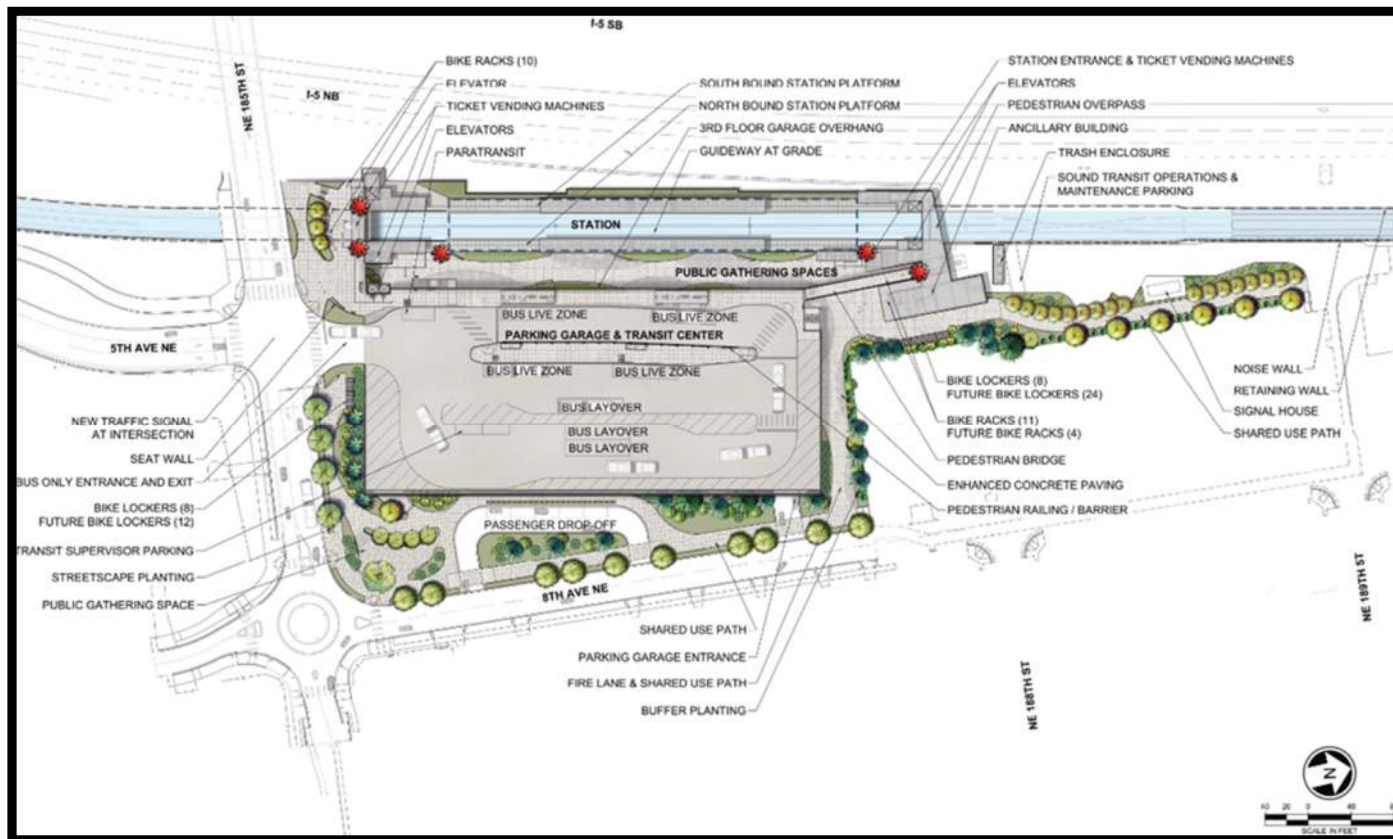 I-5 SB
I-5 NB
NE 185TH ST
BIKE RACKS (10)
ELEVATOR
TICKET VENDING MACHINES
ELEVATORS
PARATRANSIT
SOUTH BOUND STATION PLATFORM
NORTH BOUND STATION PLATFORM
3RD FLOOR GARAGE OVERHANG
GUIDEWAY AT GRADE
STATION ENTRANCE & TICKET VENDING MACHINES
ELEVATORS
PEDESTRIAN OVERPASS
ANCILLARY BUILDING
TRASH ENCLOSURE
SOUND TRANSIT OPERATIONS &
MAINTENANCE PARKING
STATION
PUBLIC GATHERING SPACES
BUS LIVE ZONE
BUS LIVE ZONE
PARKING GARAGE & TRANSIT CENTER
BUS LIVE ZONE
BUS LIVE ZONE
BUS LAYOVER
BUS LAYOVER
BUS LAYOVER
5TH AVE NE
NEW TRAFFIC SIGNAL
AT INTERSECTION
SEAT WALL
BUS ONLY ENTRANCE AND EXIT
BIKE LOCKERS (8)
FUTURE BIKE LOCKERS (12)
TRANSIT SUPERVISOR PARKING
STREETSCAPE PLANTING
PUBLIC GATHERING SPACE
PASSENGER DROP-OFF
8TH AVE NE
NOISE WALL
RETAINING WALL
SIGNAL HOUSE
SHARED USE PATH
BIKE LOCKERS (8)
FUTURE BIKE LOCKERS (24)
BIKE RACKS (11)
FUTURE BIKE RACKS (4)
PEDESTRIAN BRIDGE
ENHANCED CONCRETE PAVING
PEDESTRIAN RAILING / BARRIER
SHARED USE PATH
PARKING GARAGE ENTRANCE
FIRE LANE & SHARED USE PATH
BUFFER PLANTING
NE 188TH ST
NE 189TH ST
N
40 20 0 40
SCALE IN FEET